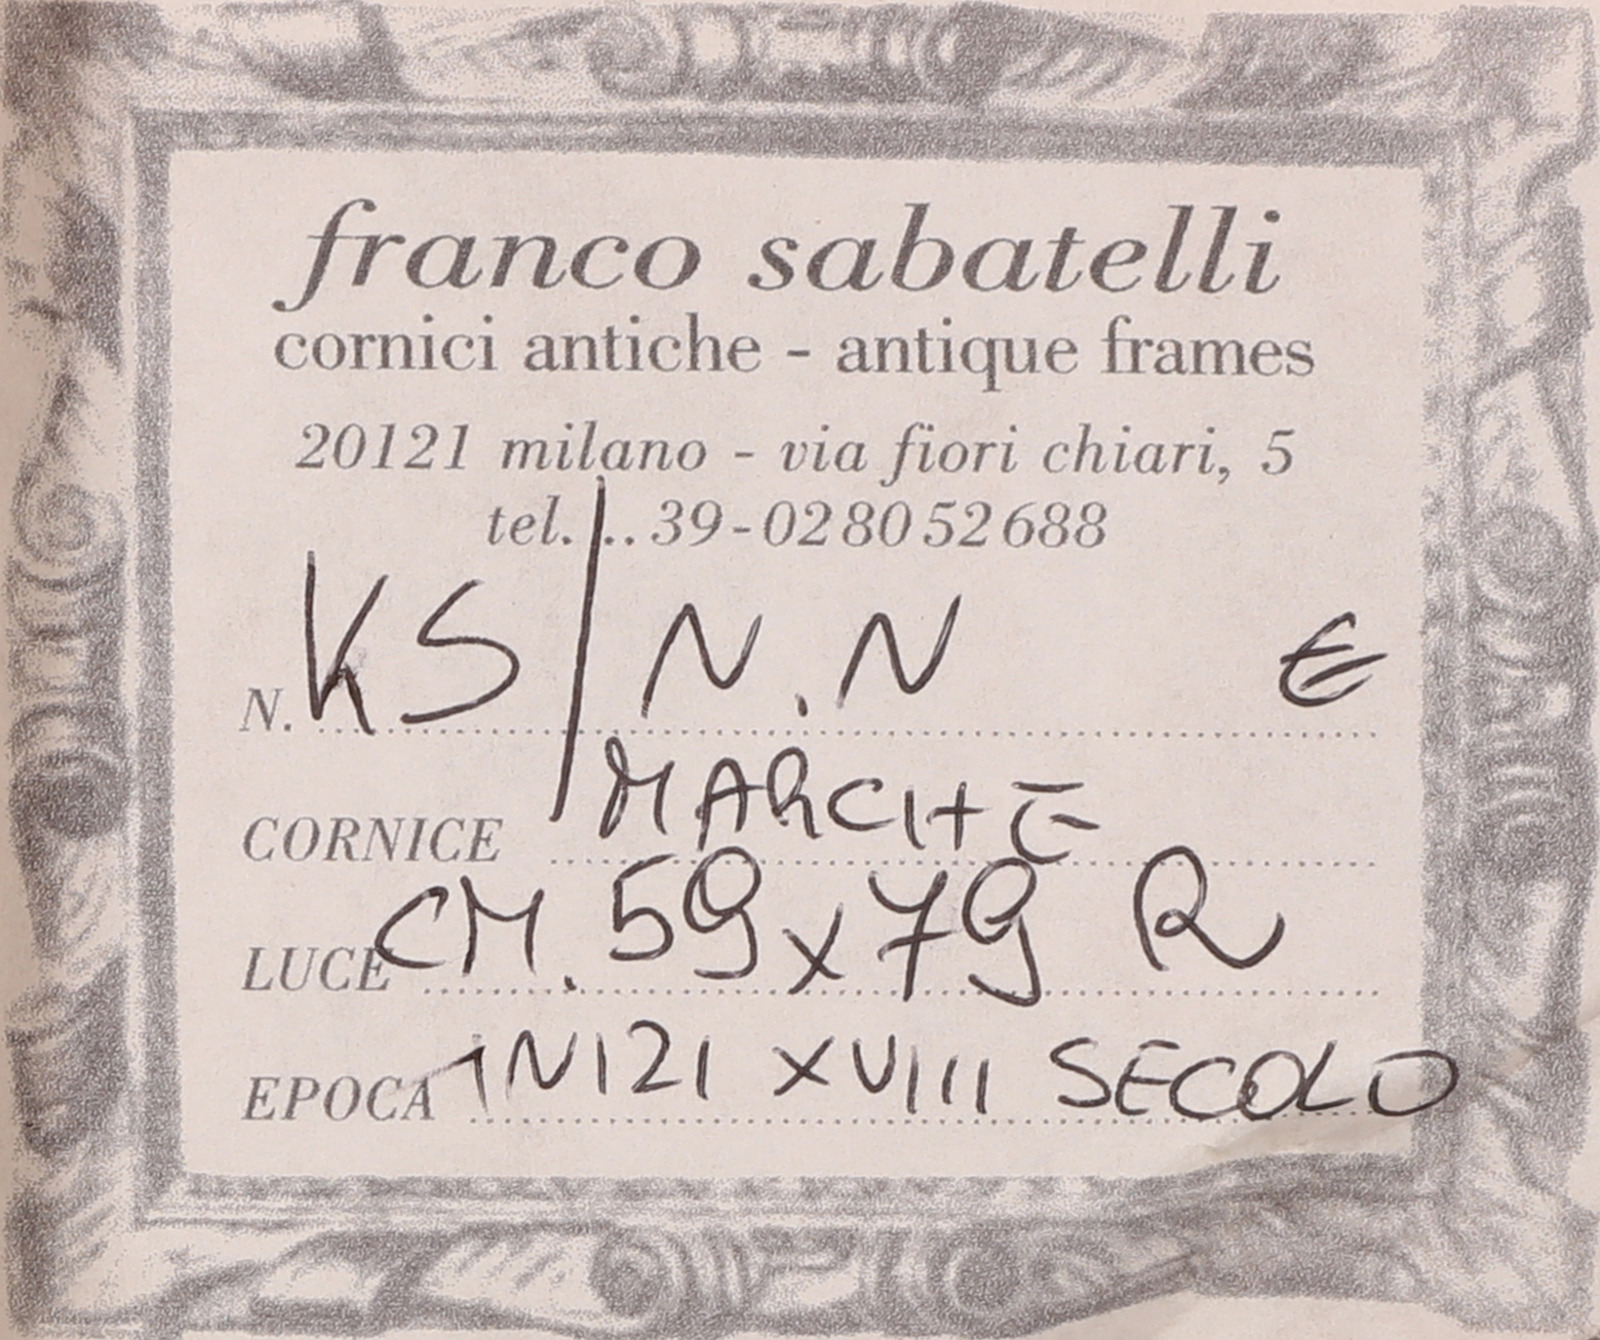 franco sabatelli
cornici antiche - antique frames
20121 milano - via fiori chiari, 5
tel. ..39-028052688
N. KS/N.N €
CORNICE MARCHE
LUCE CM. 59x79 R
EPOCA INIZI XVIII SECOLO